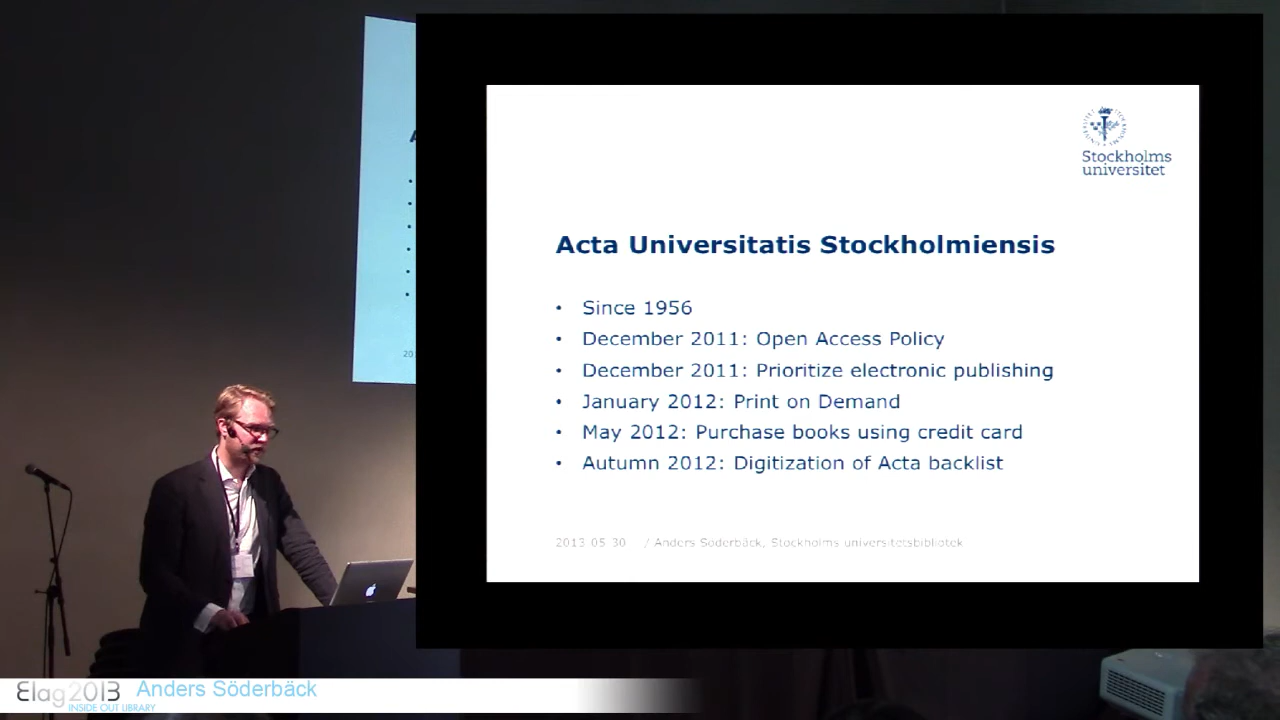 Stockholms
universitet
Acta Universitatis Stockholmiensis
• Since 1956
• December 2011: Open Access Policy
• December 2011: Prioritize electronic publishing
• January 2012: Print on Demand
• May 2012: Purchase books using credit card
• Autumn 2012: Digitization of Acta backlist
2013-05-30 / Anders Söderbäck, Stockholms universitetsbibliotek
Elag2013 Anders Söderbäck
INSIDE OUT LIBRARY